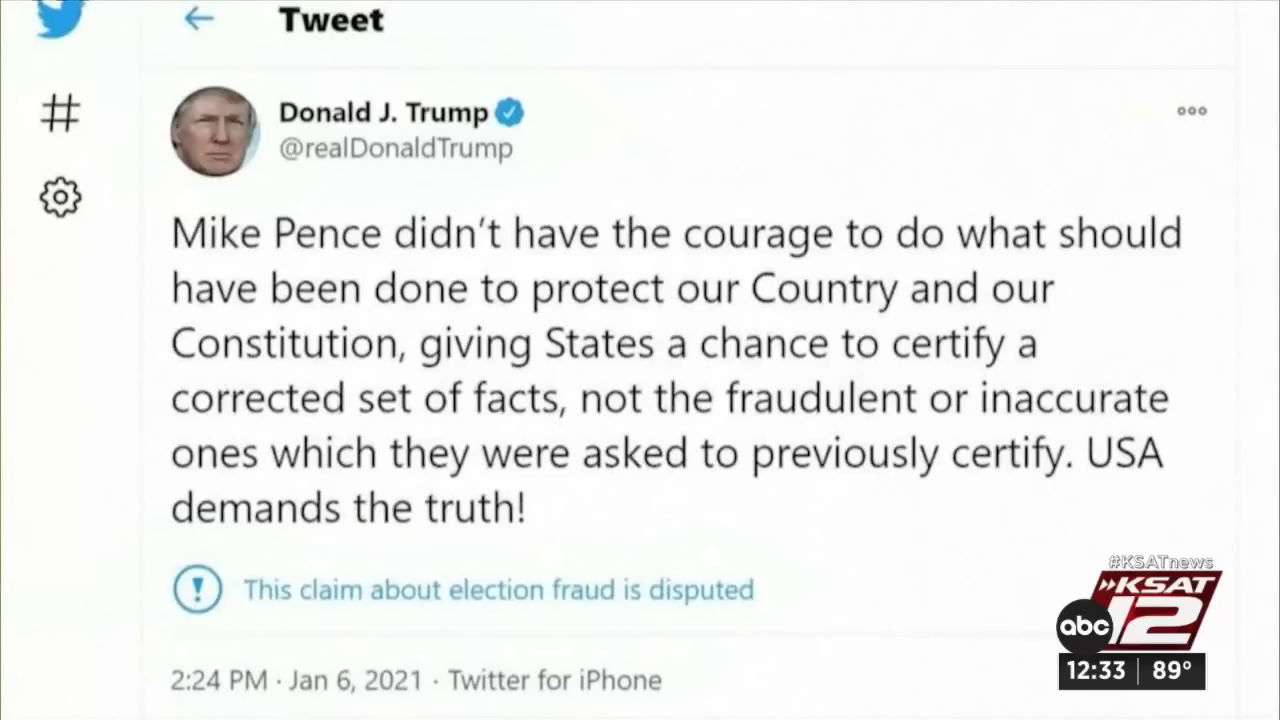 Tweet
Donald J. Trump
@realDonaldTrump
Mike Pence didn't have the courage to do what should
have been done to protect our Country and our
Constitution, giving States a chance to certify a
corrected set of facts, not the fraudulent or inaccurate
ones which they were asked to previously certify. USA
demands the truth!
This claim about election fraud is disputed
2:24 PM · Jan 6, 2021 · Twitter for iPhone
#KSATnews
KSAT
abc 12
12:33 | 89°